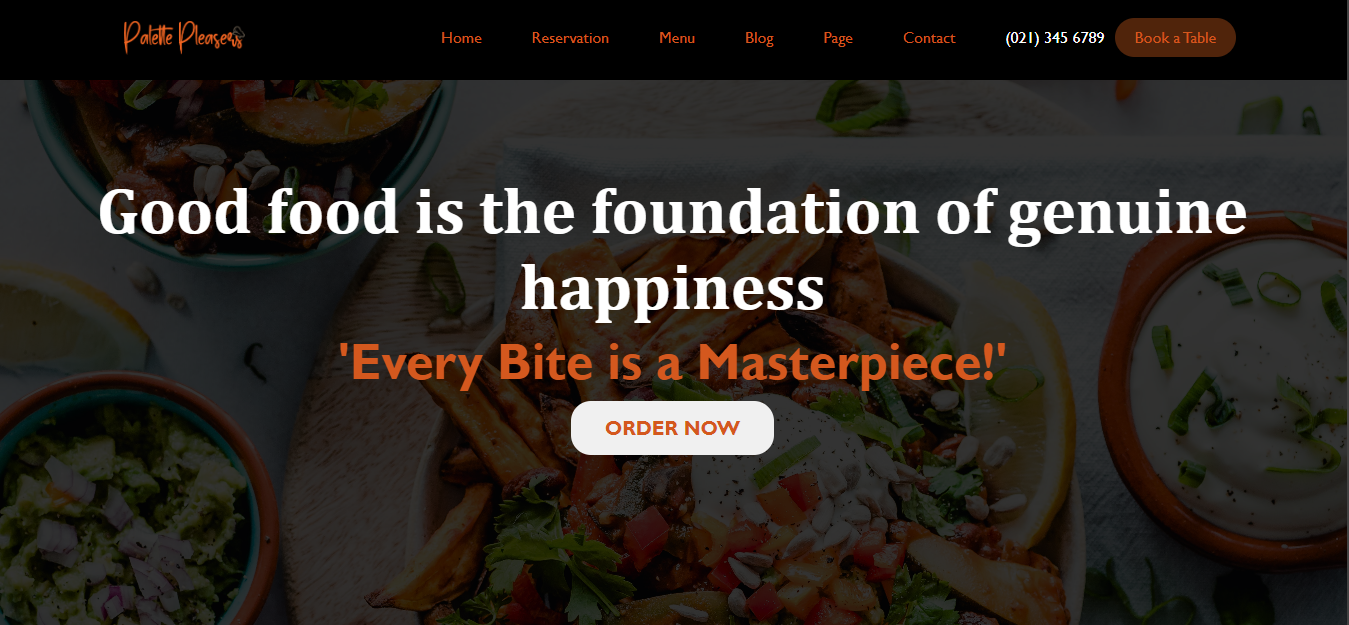 Palette Pleasers
Home Reservation Menu Blog Page Contact (021) 345 6789 Book a Table
Good food is the foundation of genuine
happiness
'Every Bite is a Masterpiece!'
ORDER NOW